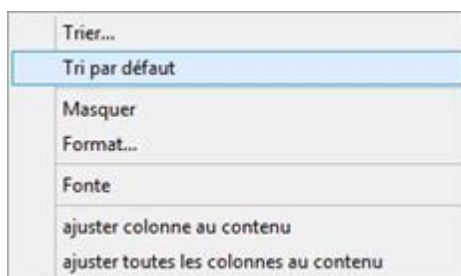 Trier...
Tri par défaut
Masquer
Format...
Fonte
ajuster colonne au contenu
ajuster toutes les colonnes au contenu